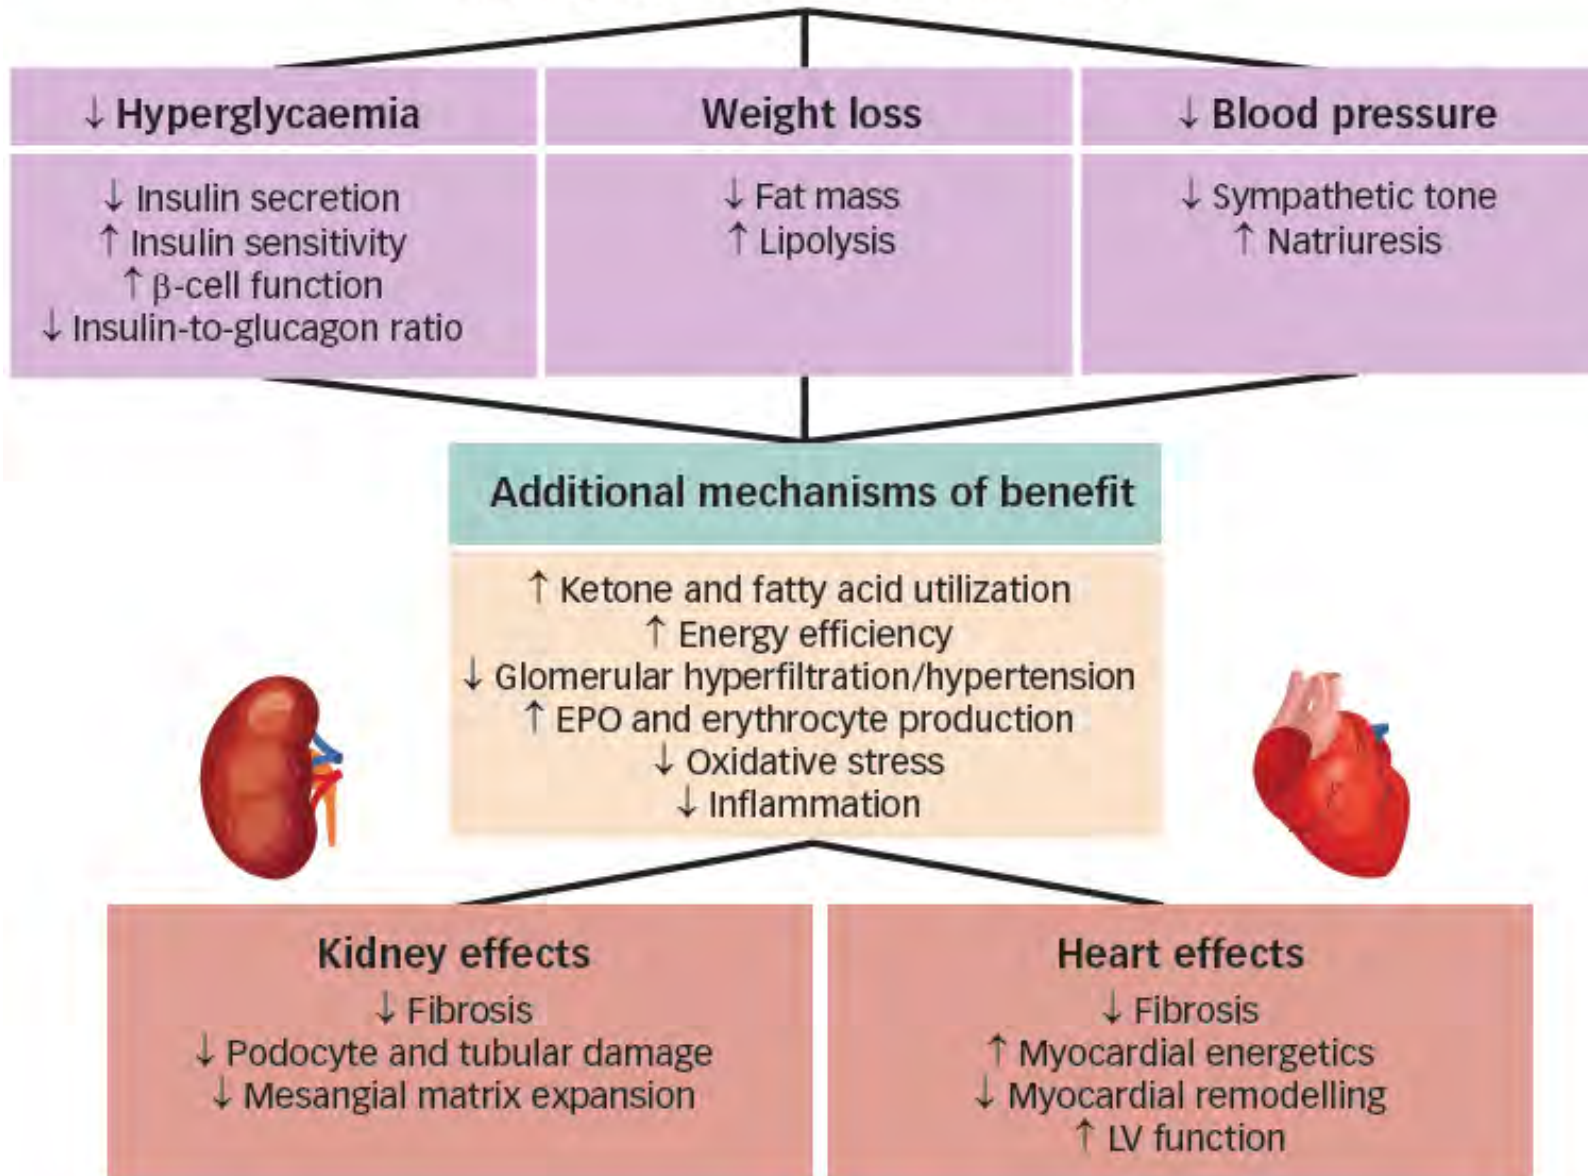 ↓ Hyperglycaemia
↓ Insulin secretion
↑ Insulin sensitivity
↑ β-cell function
↓ Insulin-to-glucagon ratio
Weight loss
↓ Fat mass
↑ Lipolysis
↓ Blood pressure
↓ Sympathetic tone
↑ Natriuresis
Additional mechanisms of benefit
↑ Ketone and fatty acid utilization
↑ Energy efficiency
↓ Glomerular hyperfiltration/hypertension
↑ EPO and erythrocyte production
↓ Oxidative stress
↓ Inflammation
Kidney effects
↓ Fibrosis
↓ Podocyte and tubular damage
↓ Mesangial matrix expansion
Heart effects
↓ Fibrosis
↑ Myocardial energetics
↓ Myocardial remodelling
↑ LV function